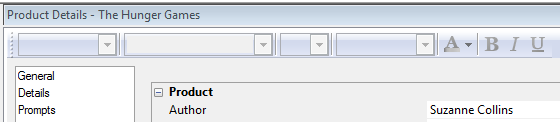 Product Details - The Hunger Games
A B I U
General
Details
Prompts
Product
Author Suzanne Collins